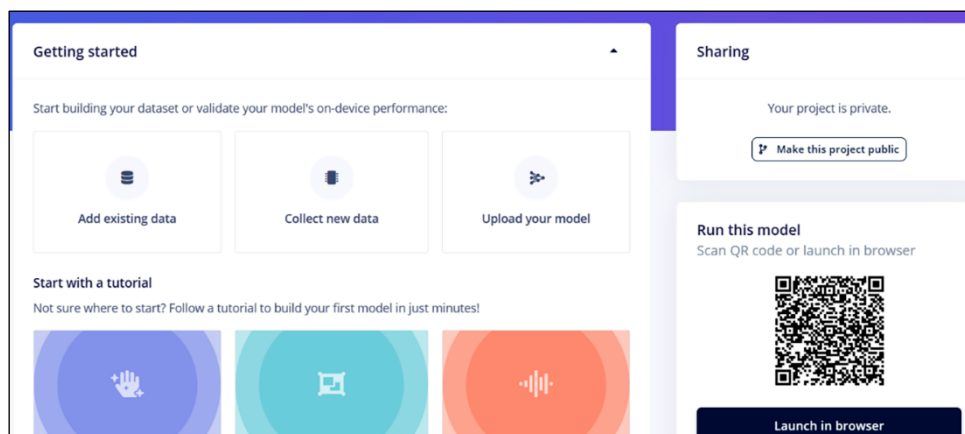 Getting started
Start building your dataset or validate your model's on-device performance:
Add existing data
Collect new data
Upload your model
Start with a tutorial
Not sure where to start? Follow a tutorial to build your first model in just minutes!
Sharing
Your project is private.
Make this project public
Run this model
Scan QR code or launch in browser
Launch in browser